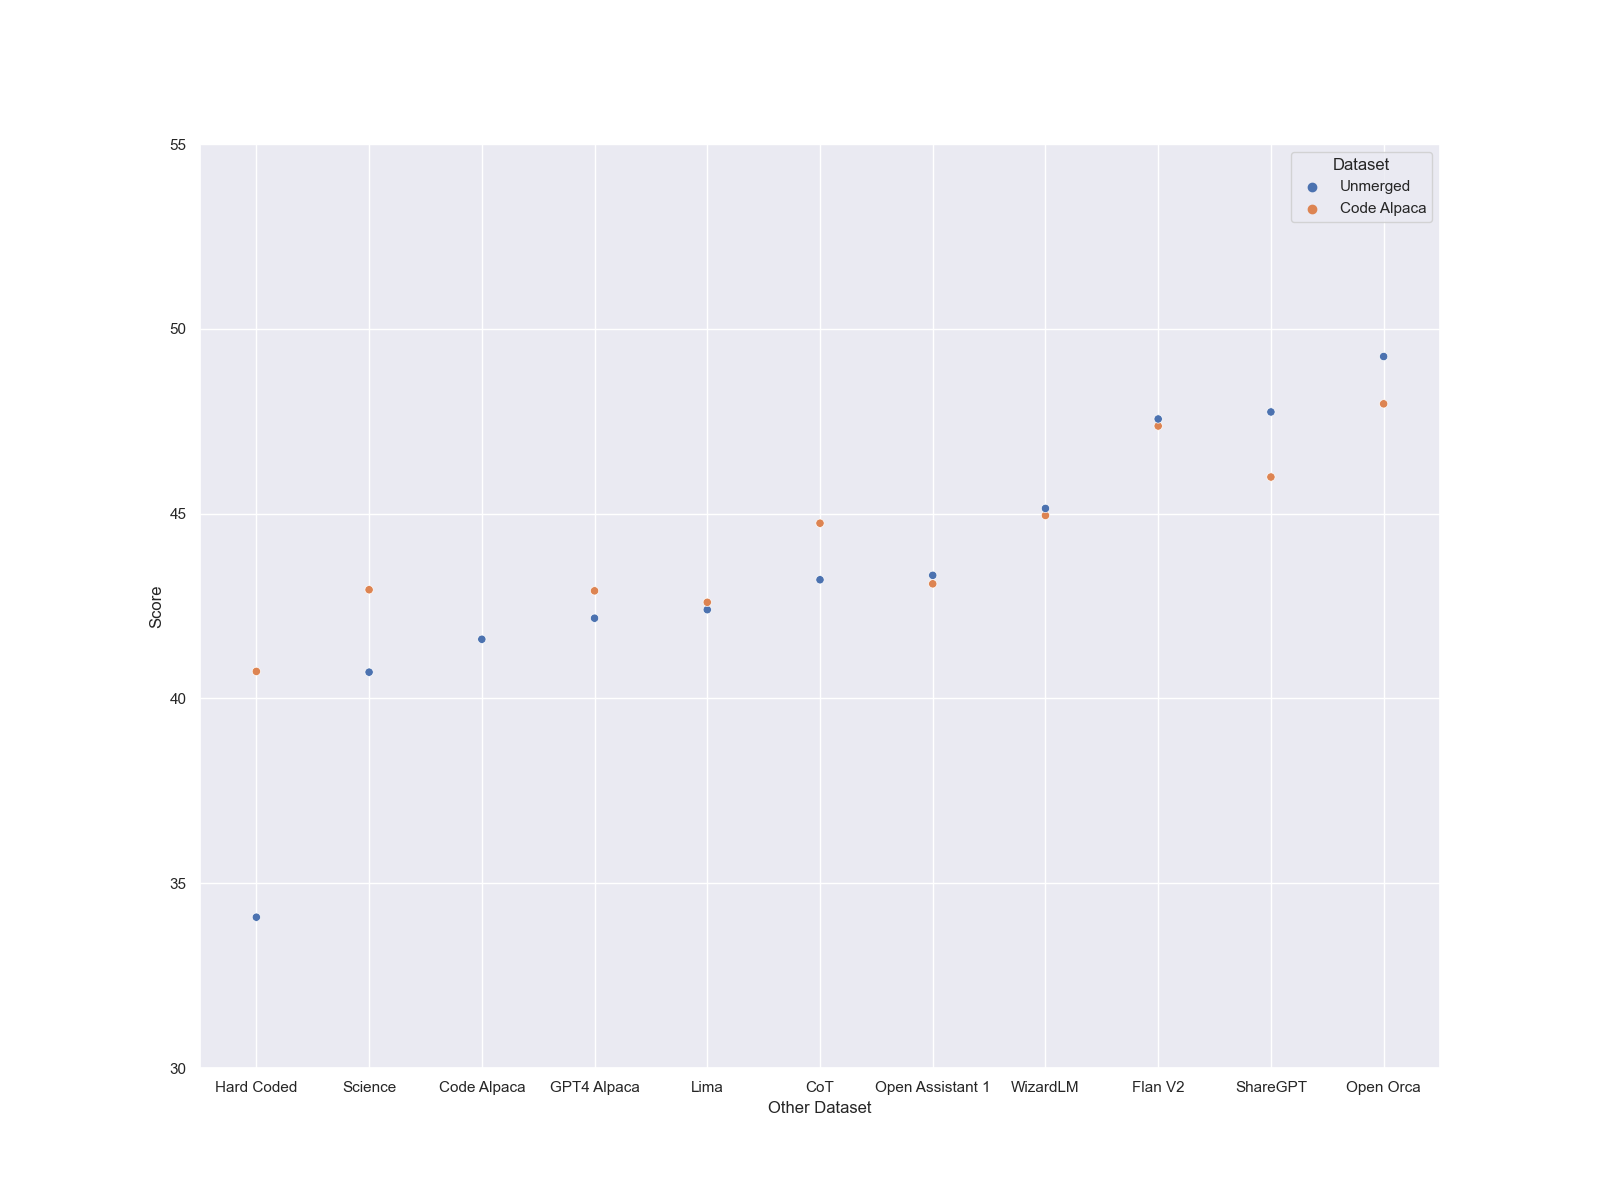 55
50
45
40
35
30
Score
Dataset
Unmerged
Code Alpaca
Hard Coded Science Code Alpaca GPT4 Alpaca Lima CoT Open Assistant 1 WizardLM Flan V2 ShareGPT Open Orca
Other Dataset